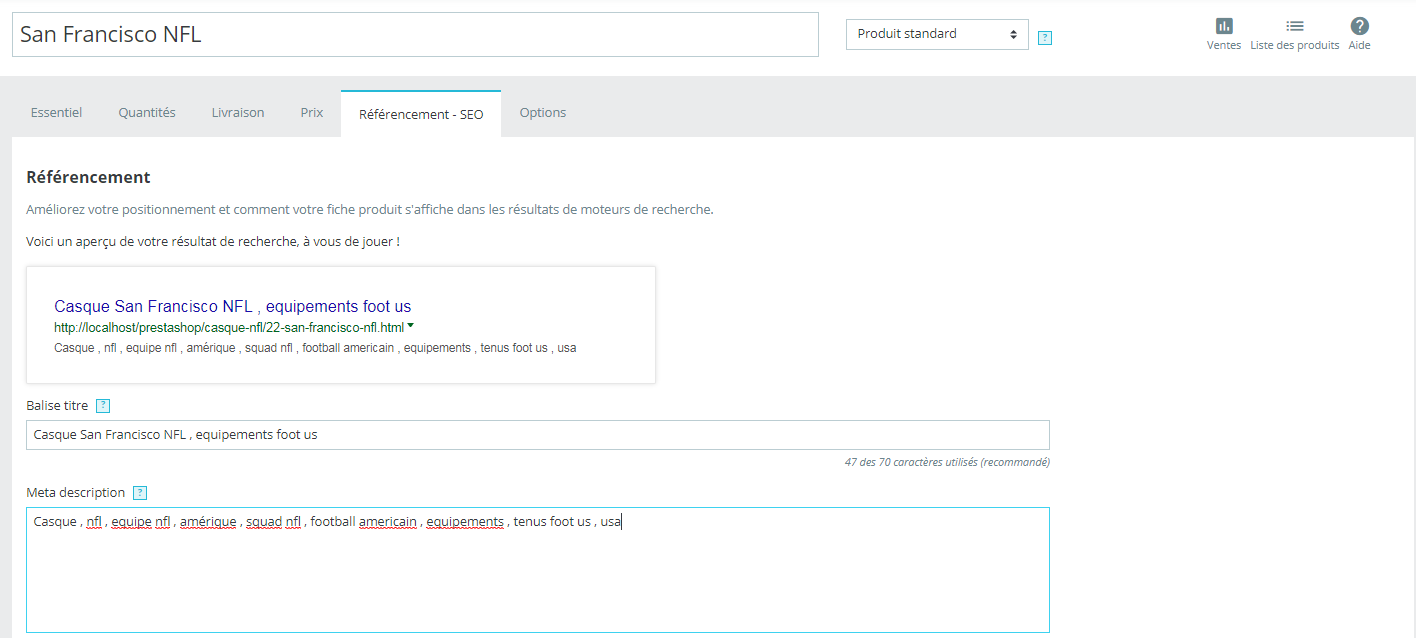 San Francisco NFL
Produit standard
?
Ventes
Liste des produits
?
Aide
Essentiel
Quantités
Livraison
Prix
Référencement - SEO
Options
Référencement
Améliorez votre positionnement et comment votre fiche produit s'affiche dans les résultats de moteurs de recherche.
Voici un aperçu de votre résultat de recherche, à vous de jouer !
Casque San Francisco NFL , equipements foot us
http://localhost/prestashop/casque-nfl/22-san-francisco-nfl.html
Casque , nfl , equipe nfl , amérique , squad nfl , football americain , equipements , tenus foot us , usa
Balise titre ?
Casque San Francisco NFL , equipements foot us
47 des 70 caractères utilisés (recommandé)
Meta description ?
Casque , nfl , equipe nfl , amérique , squad nfl , football americain , equipements , tenus foot us , usa